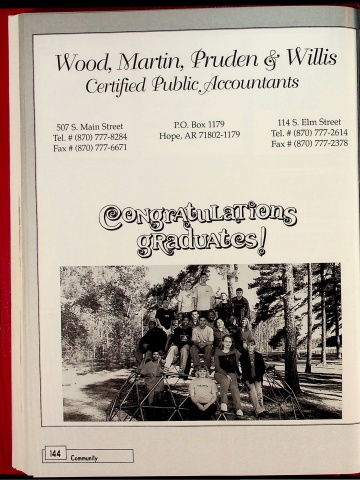 Wood, Martin, Pruden & Willis
Certified Public Accountants
507 S. Main Street
Tel. # (870) 777-8284
Fax # (870) 777-6671
P.O. Box 1179
Hope, AR 71802-1179
114 S. Elm Street
Tel. # (870) 777-2614
Fax # (870) 777-2378
Congratulations
graduates!
144 Community